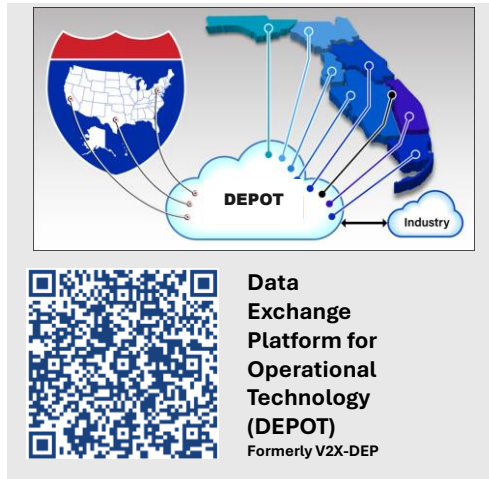 DEPOT
Industry
Data
Exchange
Platform for
Operational
Technology
(DEPOT)
Formerly V2X-DEP